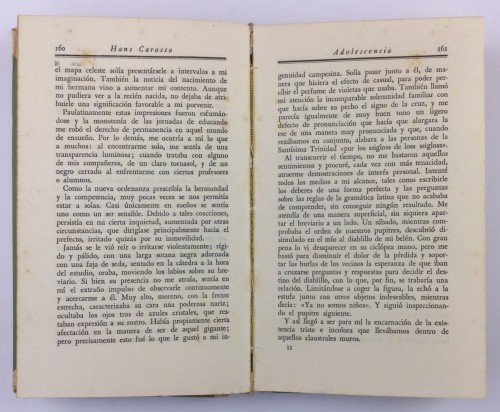 160 Hans Carossa
el mapa celeste solía presentársele a intervalos a mi
imaginación. También la noticia del nacimiento de
mi hermana vino a aumentar mi contento. Aunque
no pudiera ver a la recién nacida, no dejaba de atri-
buirle una significación favorable a mi porvenir.
Paulatinamente estas impresiones fueron esfumán-
dose y la monotonía de las jornadas de educando
me robó el derecho de permanencia en aquel mundo
de ensueño. Por lo demás, me ocurría a mí lo que
a muchos: al encontrarme solo, me sentía de una
transparencia luminosa; cuando trataba con alguno
de mis compañeros, de un claro tornasol, y de un
negro cerrado al enfrentarme con ciertos profesores
o alumnos.
Como la nueva ordenanza prescribía la hermandad
y la competencia, muy pocas veces se nos permitía
estar a solas. Casi únicamente en sueños se sentía
uno como un ser sensible. Debido a tales coacciones,
persistía en mí cierta inquietud, aumentada por otras
circunstancias, que dirigíase principalmente hacia el
prefecto, irritado quizás por su inmovilidad.
Jamás se le vió reír o irritarse violentamente; rígi-
do y pálido, con una larga sotana negra adornada
con una faja de seda, sentado en la cátedra a la hora
del estudio, oraba, moviendo los labios sobre su bre-
viario. Si bien su presencia no me atraía, sentía en
mí el extraño impulso de observarle continuamente
y acercarme a Él. Muy alto, moreno, con la frente
estrecha, caracterizaba su cara una poderosa nariz;
ocultaba los ojos tras de azules cristales, que res-
taban expresión a su rostro. Había propiamente cierta
afectación en la manera de ser de aquel gigante;
pero precisamente esto fué lo que le gustó a mi in-
Adolescencia 161
genuidad campesina. Solía pasar junto a él, de ma-
nera que hiciera el efecto de casual, para poder per-
cibir el perfume de violetas que usaba. También llamó
mi atención la incomparable solemnidad familiar con
que hacía sobre su pecho el signo de la cruz, y me
parecía igualmente de muy buen tono un ligero
defecto de pronunciación que hacía que alargara la
ese de una manera muy pronunciada y que, cuando
rezábamos en conjunto, alabara a las personas de la
Santísima Trinidad «por los ssigloss de loss sigloss».
Al transcurrir el tiempo, no me bastaron aquellos
sentimientos y procuré, cada vez con más tenacidad,
atraerme demostraciones de interés personal. Intenté
todos los medios a mi alcance, tales como escribirle
los deberes de una forma perfecta y las preguntas
sobre las reglas de la gramática latina que no acababa
de comprender, sin conseguir ningún resultado. Me
atendía de una manera superficial, sin siquiera apar-
tar el breviario a un lado. Un sábado, mientras com-
probaba el orden de nuestros pupitres, descubrió di-
simulado en el mío al diablillo de mi belén. Con gran
pena lo vi desaparecer en su ciclópea mano; pero me
bastó para disminuir el dolor de la pérdida y sopor-
tar las burlas de los vecinos la esperanza de que iban
a cruzarse preguntas y respuestas para decidir el des-
tino del diablillo, con lo que, por fin, se trabaría una
relación. Limitándose a coger la figura, la echó a la
estufa junto con otros objetos indeseables, mientras
decía: «Ya no somos niños». Y siguió inspeccionan-
do el pupitre siguiente.
Y así llegó a ser para mí la encarnación de la exis-
tencia triste e incolora que llevábamos dentro de
aquellos claustrales muros.
11